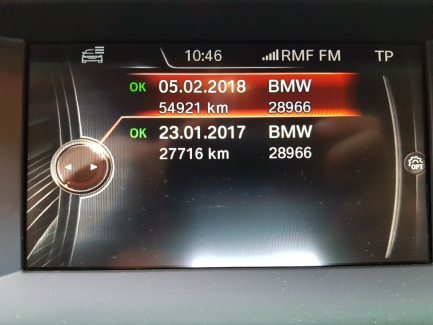 10:46 RMF FM TP
OK 05.02.2018 BMW
54921 km 28966
OK 23.01.2017 BMW
27716 km 28966
OPT